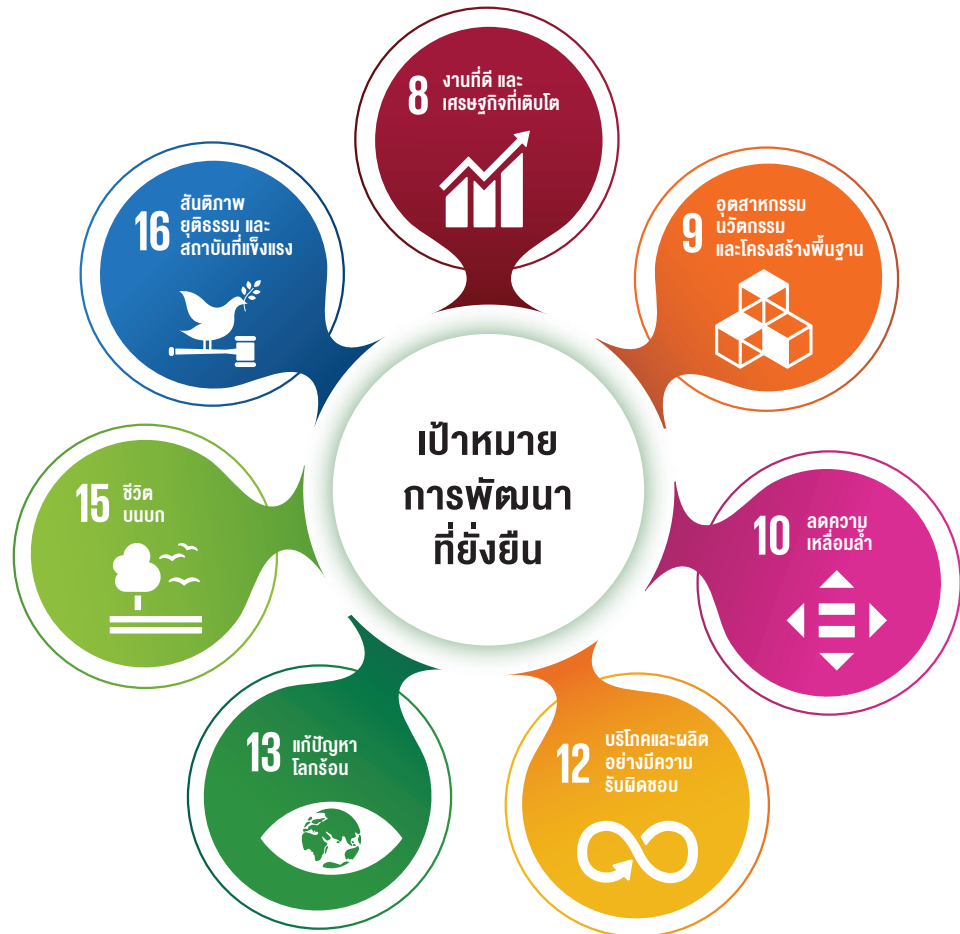 8
งานที่ดี และ
เศรษฐกิจที่เติบโต
9
อุตสาหกรรม
นวัตกรรม
และโครงสร้างพื้นฐาน
10
ลดความ
เหลื่อมล้ำ
12
บริโภคและผลิต
อย่างมีความ
รับผิดชอบ
13
แก้ปัญหา
โลกร้อน
15
ชีวิต
บนบก
16
สันติภาพ
ยุติธรรม และ
สถาบันที่แข็งแรง
เป้าหมาย
การพัฒนา
ที่ยั่งยืน